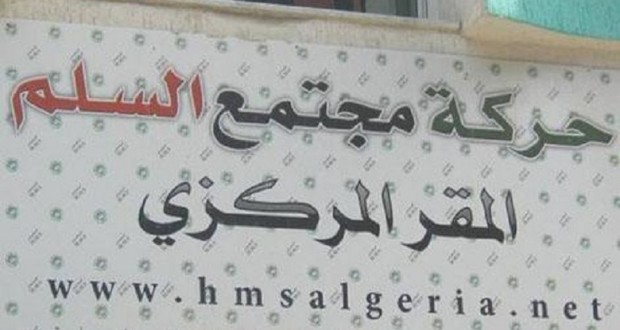 حركة مجتمع السلم
المقر المركزي
www.hmsalgeria.net